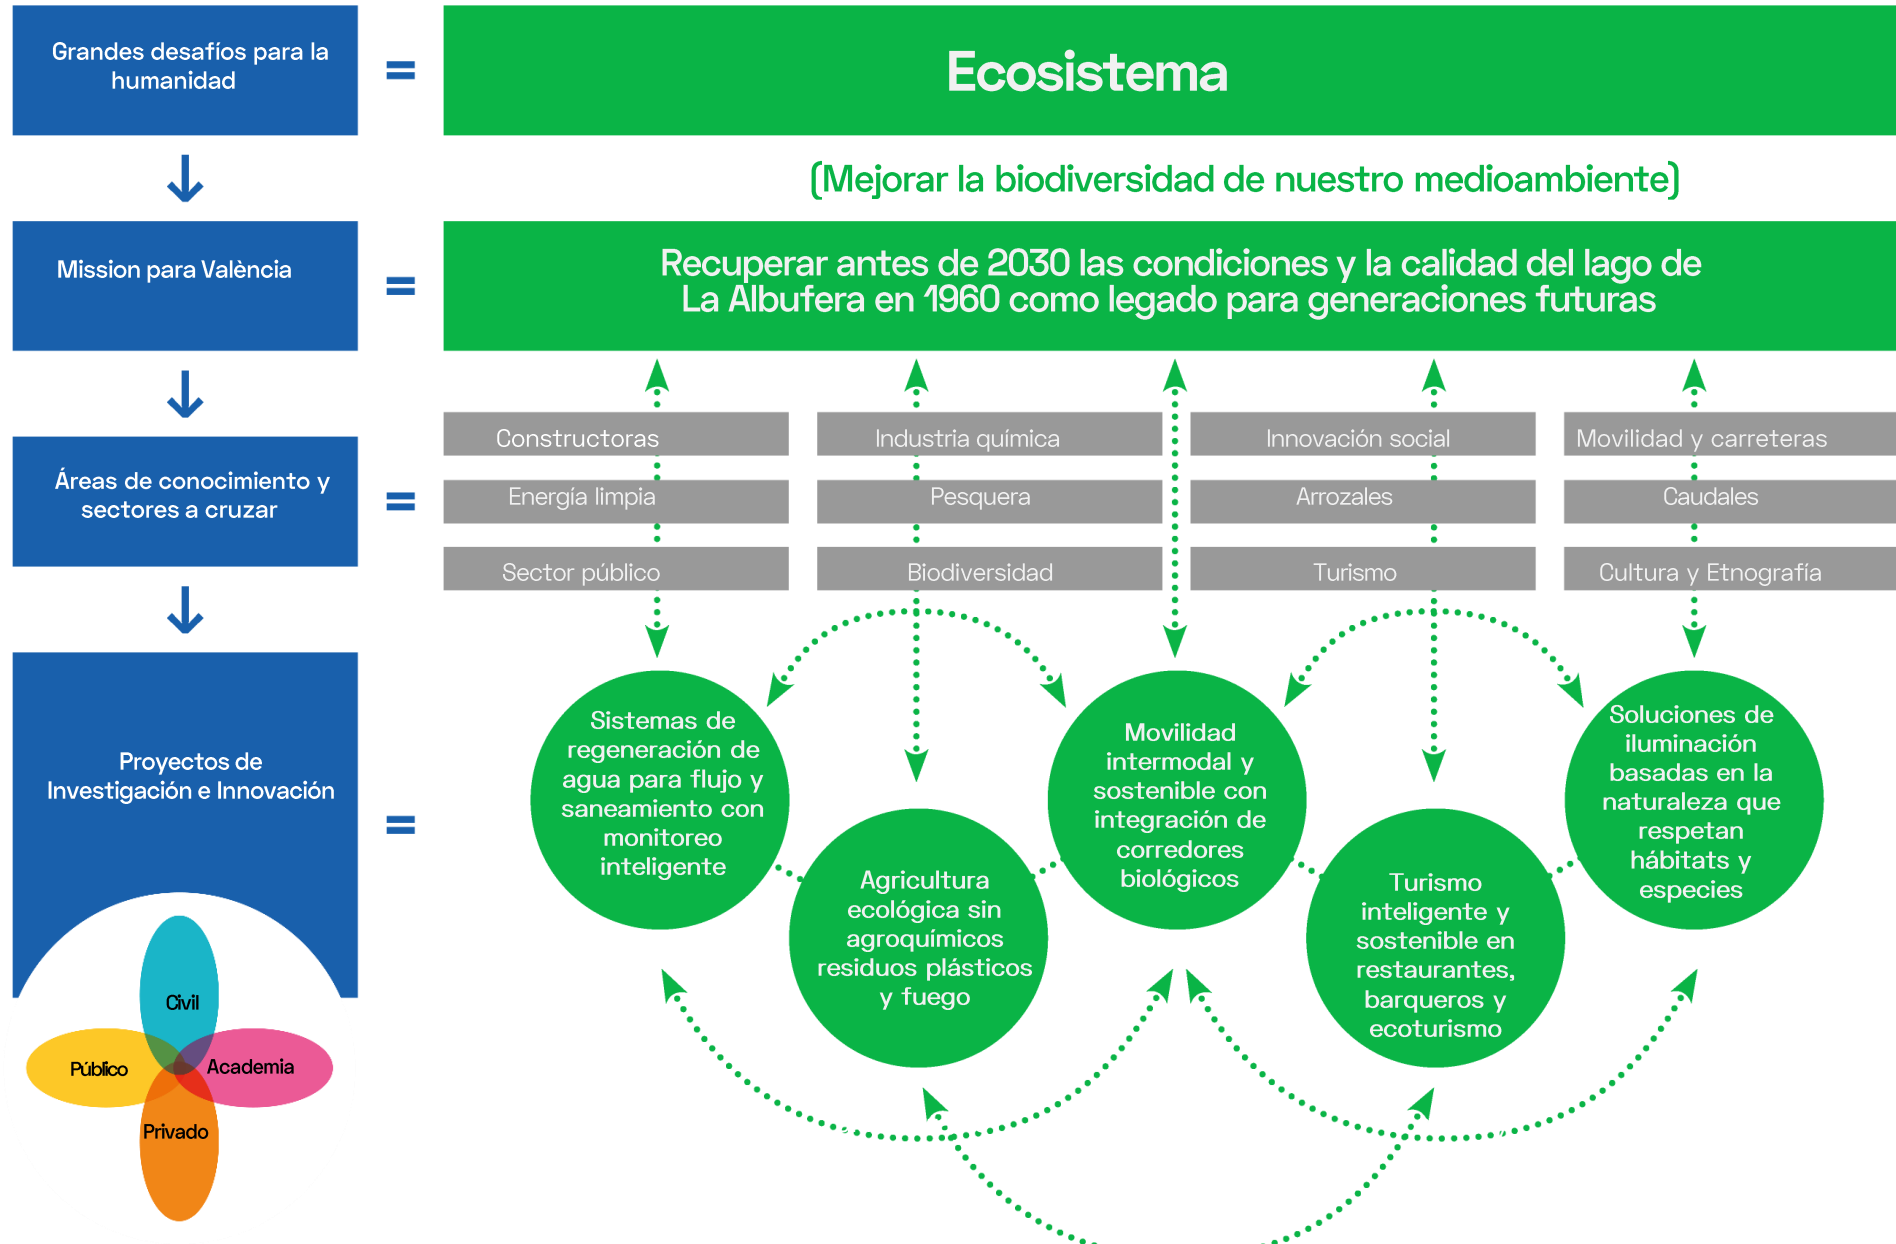 Grandes desafíos para la
humanidad
=
Ecosistema
(Mejorar la biodiversidad de nuestro medioambiente)
Mission para València
=
Recuperar antes de 2030 las condiciones y la calidad del lago de
La Albufera en 1960 como legado para generaciones futuras
Áreas de conocimiento y
sectores a cruzar
=
Constructoras
Industria química
Innovación social
Movilidad y carreteras
Energía limpia
Pesquera
Arrozales
Caudales
Sector público
Biodiversidad
Turismo
Cultura y Etnografía
Proyectos de
Investigación e Innovación
=
Sistemas de
regeneración de
agua para flujo y
saneamiento con
monitoreo
inteligente
Agricultura
ecológica sin
agroquímicos
residuos plásticos
y fuego
Movilidad
intermodal y
sostenible con
integración de
corredores
biológicos
Turismo
inteligente y
sostenible en
restaurantes,
barqueros y
ecoturismo
Soluciones de
iluminación
basadas en la
naturaleza que
respetan
hábitats y
especies
Civil
Público
Academia
Privado